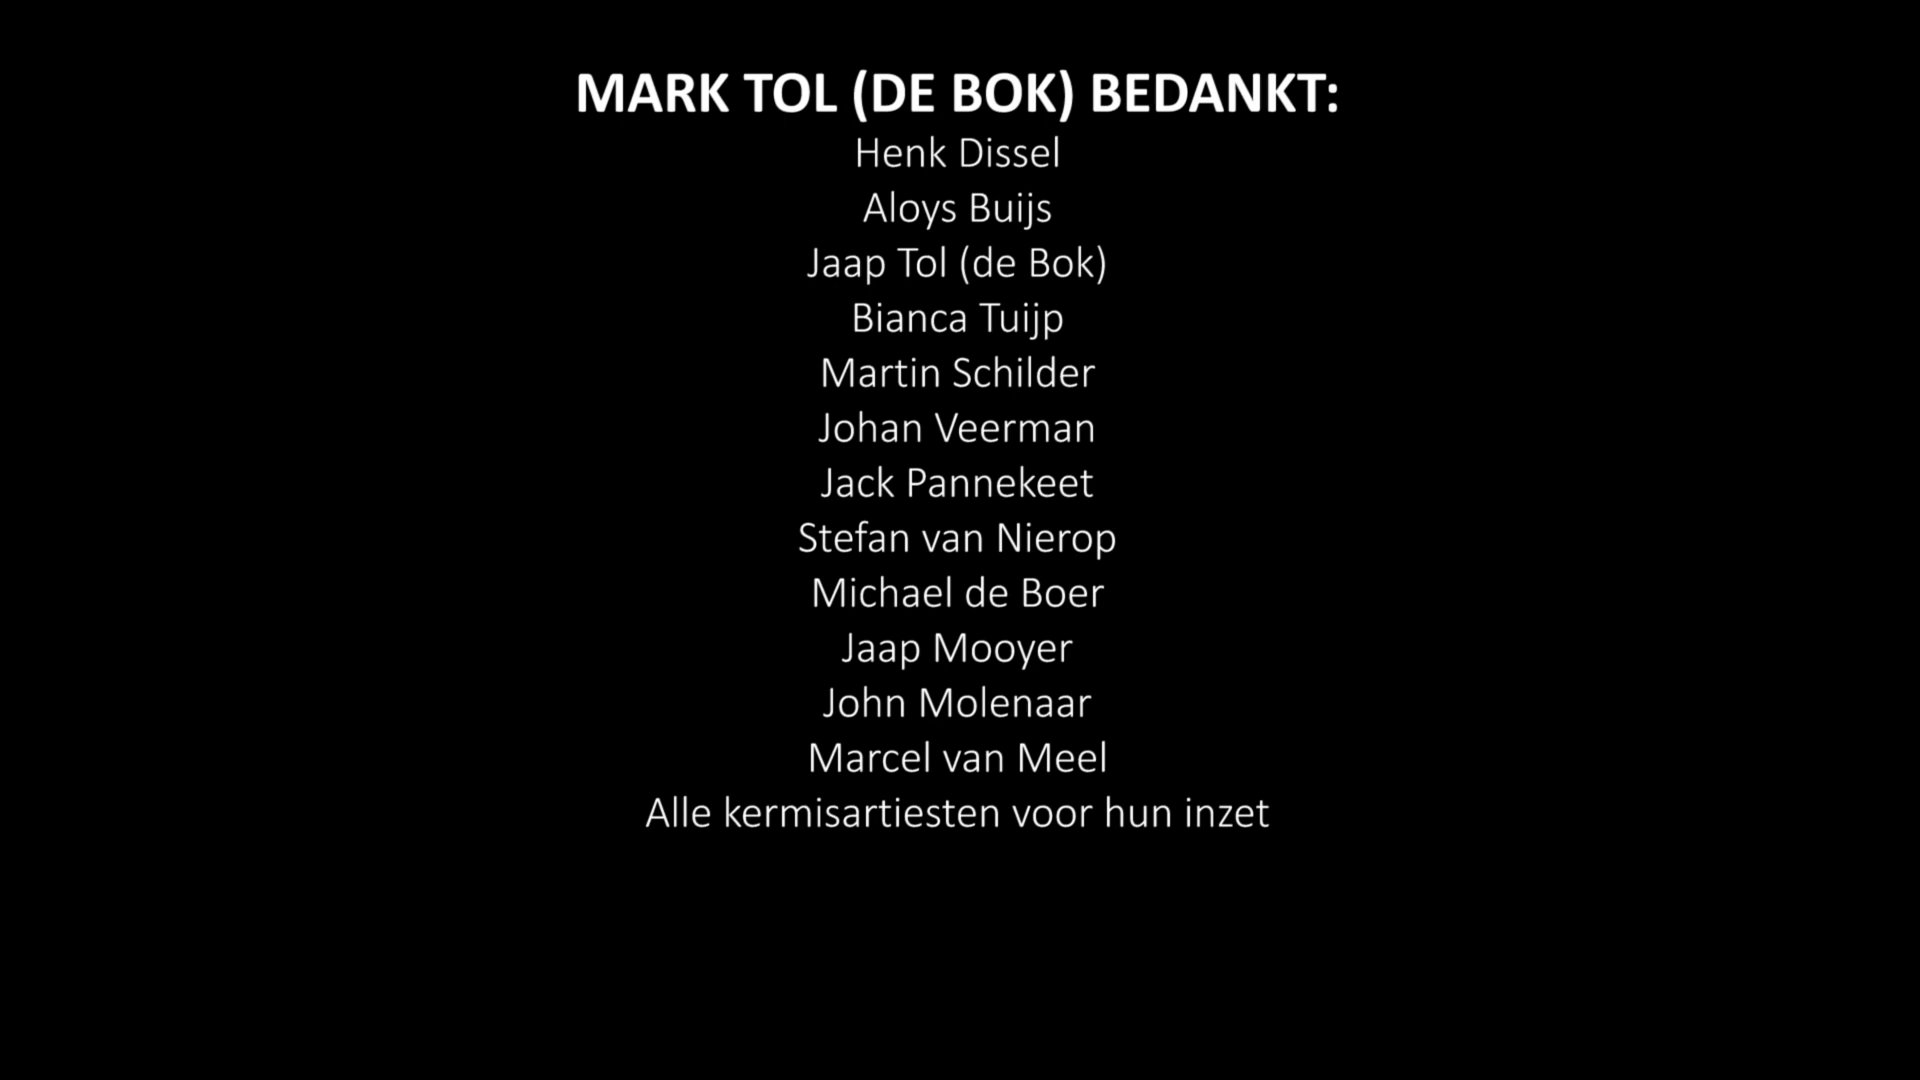 MARK TOL (DE BOK) BEDANKT:
Henk Dissel
Aloys Buijs
Jaap Tol (de Bok)
Bianca Tuijp
Martin Schilder
Johan Veerman
Jack Pannekeet
Stefan van Nierop
Michael de Boer
Jaap Mooyer
John Molenaar
Marcel van Meel
Alle kermisartiesten voor hun inzet